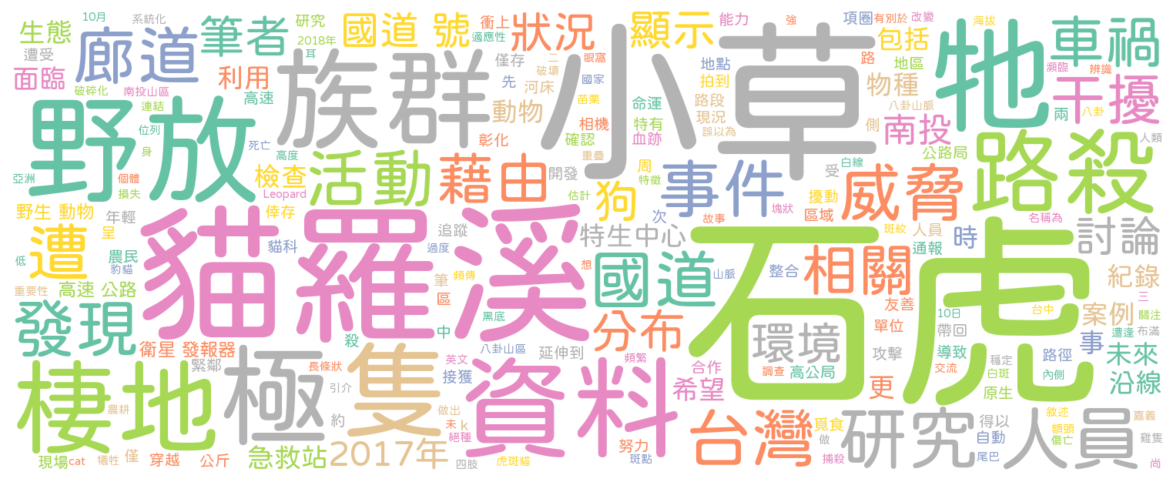 生態
10月
系統化
研究
2018年
遭受
廊道
筆者
國道 號
衝上
適應性
狀況
顯示
能力
項圈
有別於
改變
海拔
強
包括
路
車禍
面臨
破碎化
南投山區
利用
高速
連結
位列
耳
族群
僅存
先
動物
河床
二
破壞
眼窩
國家
苗栗
小草
地點
拍到
命運
特有
血跡
路段
現況
誤以為
物種
八卦山脈
側
地區
牠
瀕臨
辨識
干擾
兩
八卦
人類
野放
身
死亡
亞洲
個體
損失
高度
Leopard
彰化
相機
確認
重疊
開發
估計
南投
公路局
路殺
檢查
活動
藉由
狗
周
特徵
次
事件
白線
受
擾動
區域
塊狀
故事
威脅
斑紋
人員
名稱為
通報
時
討論
野生 動物
年輕
呈
倖存
貓科
追蹤
過度
遭
農民
豹貓
低
重要性
高速 公路
貓羅溪
特生中心
筆
區
頻傳
想
國道
山脈
整合
相關
友善
單位
10日
帶回
導致
交流
紀錄
三
台中
案例
關注
遭逢
布滿
事
路徑
內側
未來
沿線
石虎
發現
衛星 發報器
緊鄰
殺
中
黑底
八卦山區
長條狀
英文
接獲
延伸到
分布
頻繁
合作
希望
環境
調查
高公局
攻擊
更
穩定
白斑
原生
棲地
農耕
極
引介
約
隻
做出
未
k
絕種
資料
台灣
覓食
做
捕殺
研究人員
得以
自動
尾巴
敘述
額頭
傷亡
嘉義
雞隻
尚
現場
cat
犧牲
僅
穿越
公斤
急救站
2017年
四肢
虎斑貓
努力
斑點